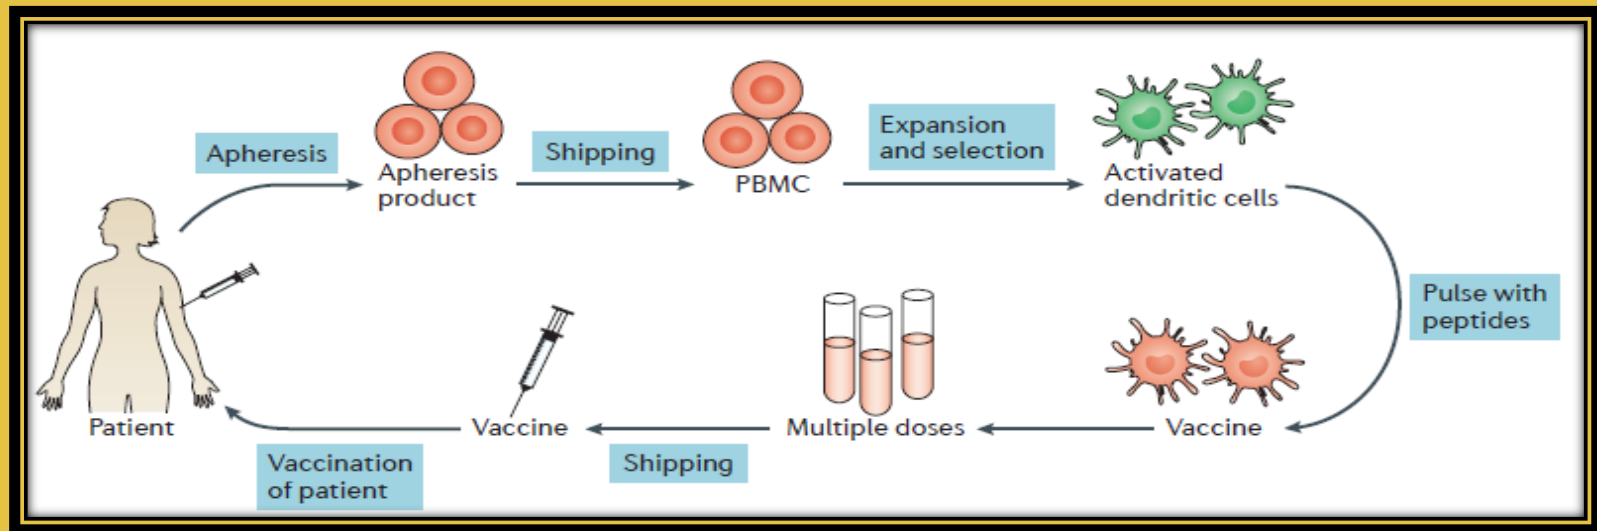 Apheresis
Apheresis
product
Shipping
PBMC
Expansion
and selection
Activated
dendritic cells
Pulse with
peptides
Vaccine
Multiple doses
Shipping
Vaccine
Vaccination
of patient
Patient